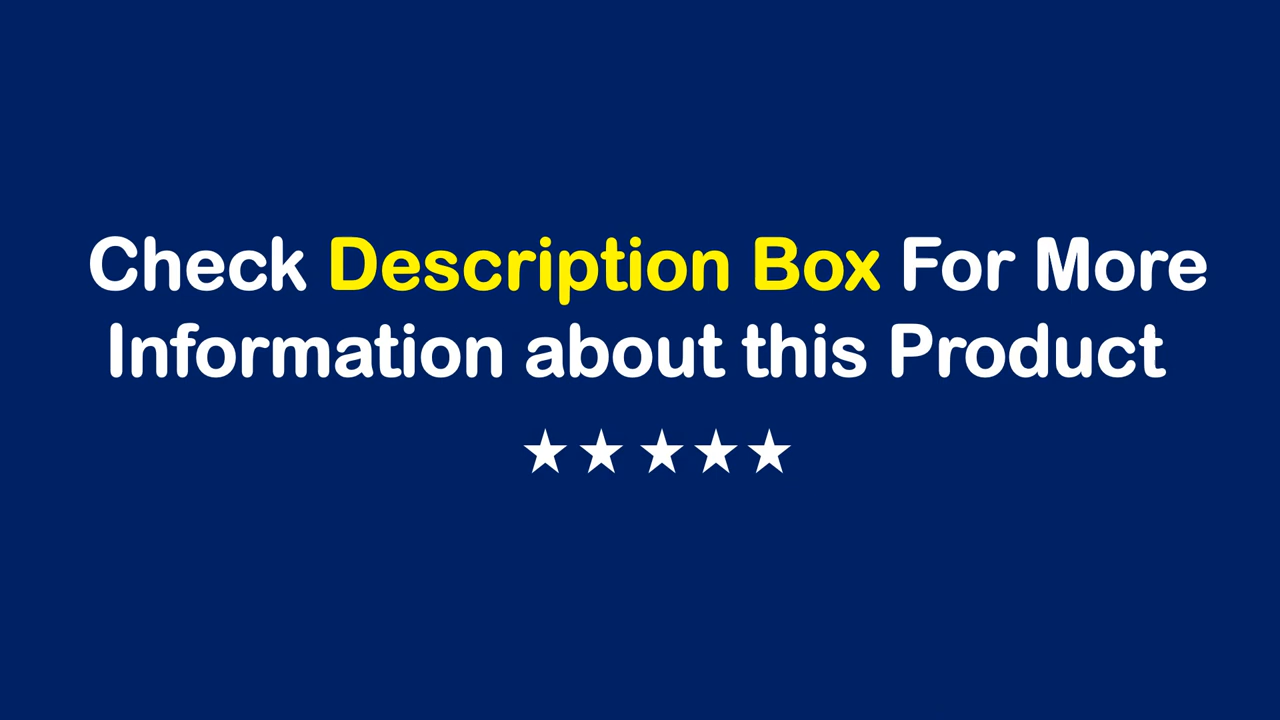 Check Description Box For More
Information about this Product
★★★★★